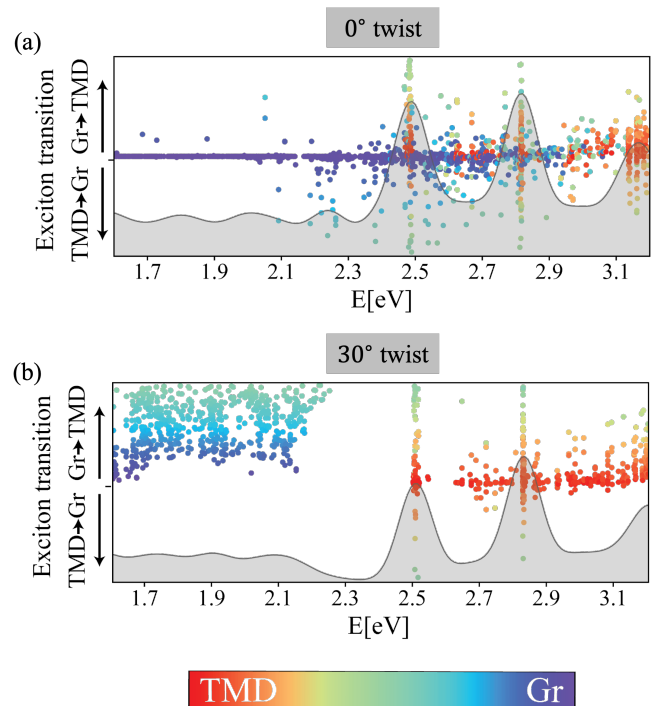 0° twist
(a)
Exciton transition
TMD→Gr Gr→TMD
1.7 1.9 2.1 2.3 2.5 2.7 2.9 3.1
E[eV]
30° twist
(b)
Exciton transition
TMD→Gr Gr→TMD
1.7 1.9 2.1 2.3 2.5 2.7 2.9 3.1
E[eV]
TMD Gr